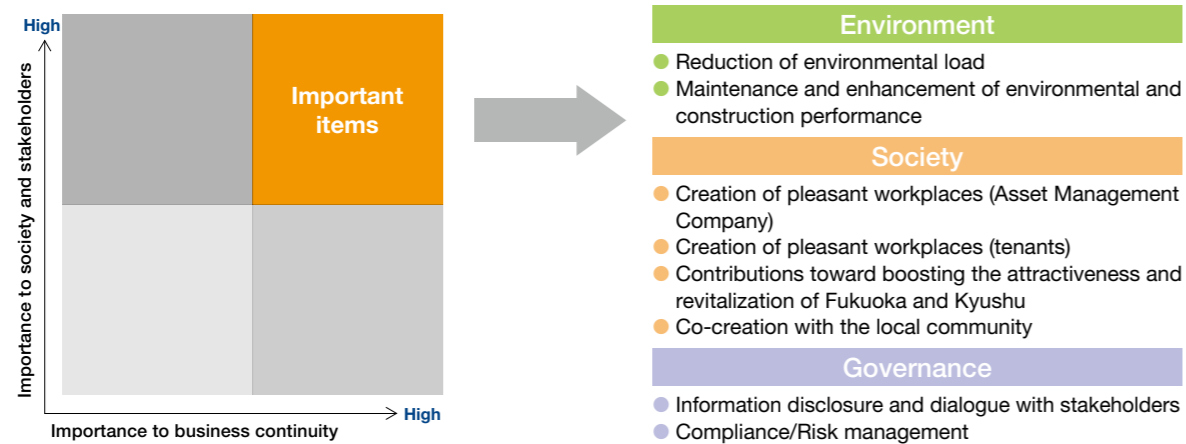 High
Importance to society and stakeholders
Important
items
High
Importance to business continuity
Environment
Reduction of environmental load
Maintenance and enhancement of environmental and
construction performance
Society
Creation of pleasant workplaces (Asset Management
Company)
Creation of pleasant workplaces (tenants)
Contributions toward boosting the attractiveness and
revitalization of Fukuoka and Kyushu
Co-creation with the local community
Governance
Information disclosure and dialogue with stakeholders
Compliance/Risk management